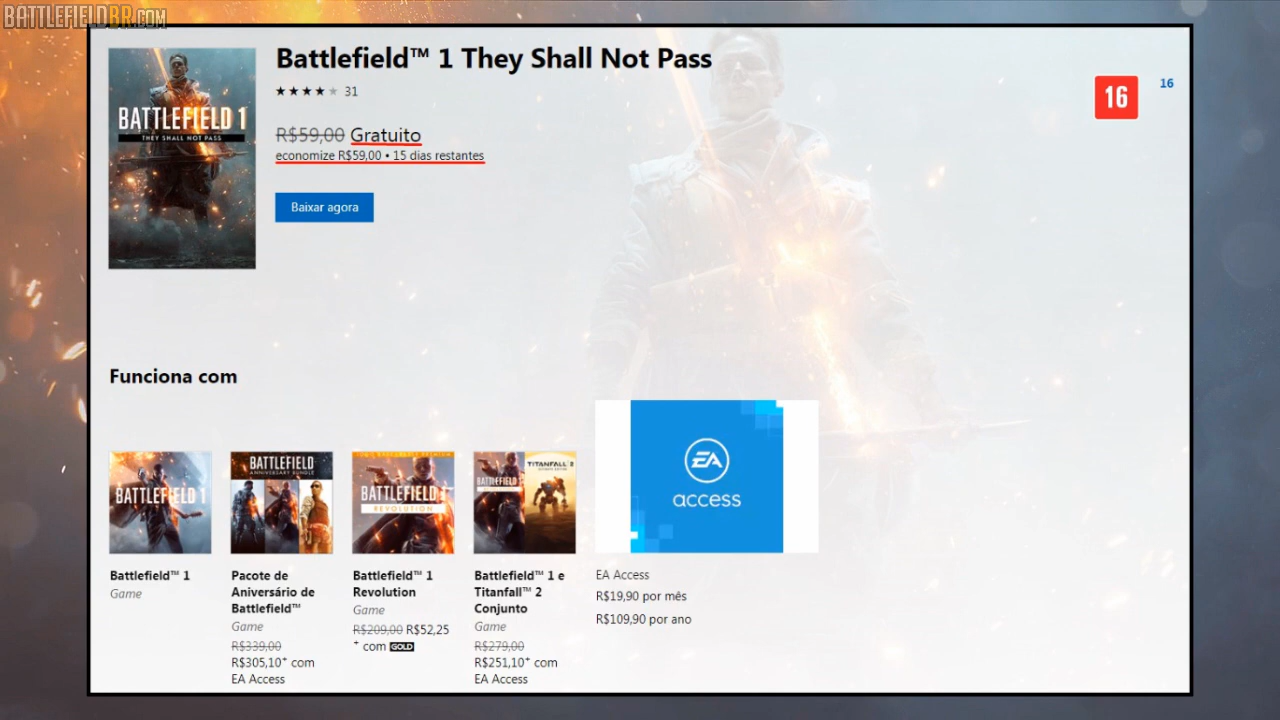 BATTLEFIELDBR.COM
Battlefield™ 1 They Shall Not Pass
★★★★★ 31
R$59,00 Gratuito
economize R$59,00 • 15 dias restantes
Baixar agora
16
16
BATTLEFIELD 1
THEY SHALL NOT PASS
Funciona com
BATTLEFIELD 1
Battlefield™ 1
Game
BATTLEFIELD
ANNIVERSARY BUNDLE
Pacote de
Aniversário de
Battlefield™
Game
R$339,00
R$305,10⁺ com
EA Access
BATTLEFIELD 1
REVOLUTION
Battlefield™ 1
Revolution
Game
R$209,00 R$52,25
⁺ com GOLD
BATTLEFIELD 1
TITANFALL 2
Battlefield™ 1 e
Titanfall™ 2
Conjunto
Game
R$279,00
R$251,10⁺ com
EA Access
EA
access
EA Access
R$19,90 por mês
R$109,90 por ano